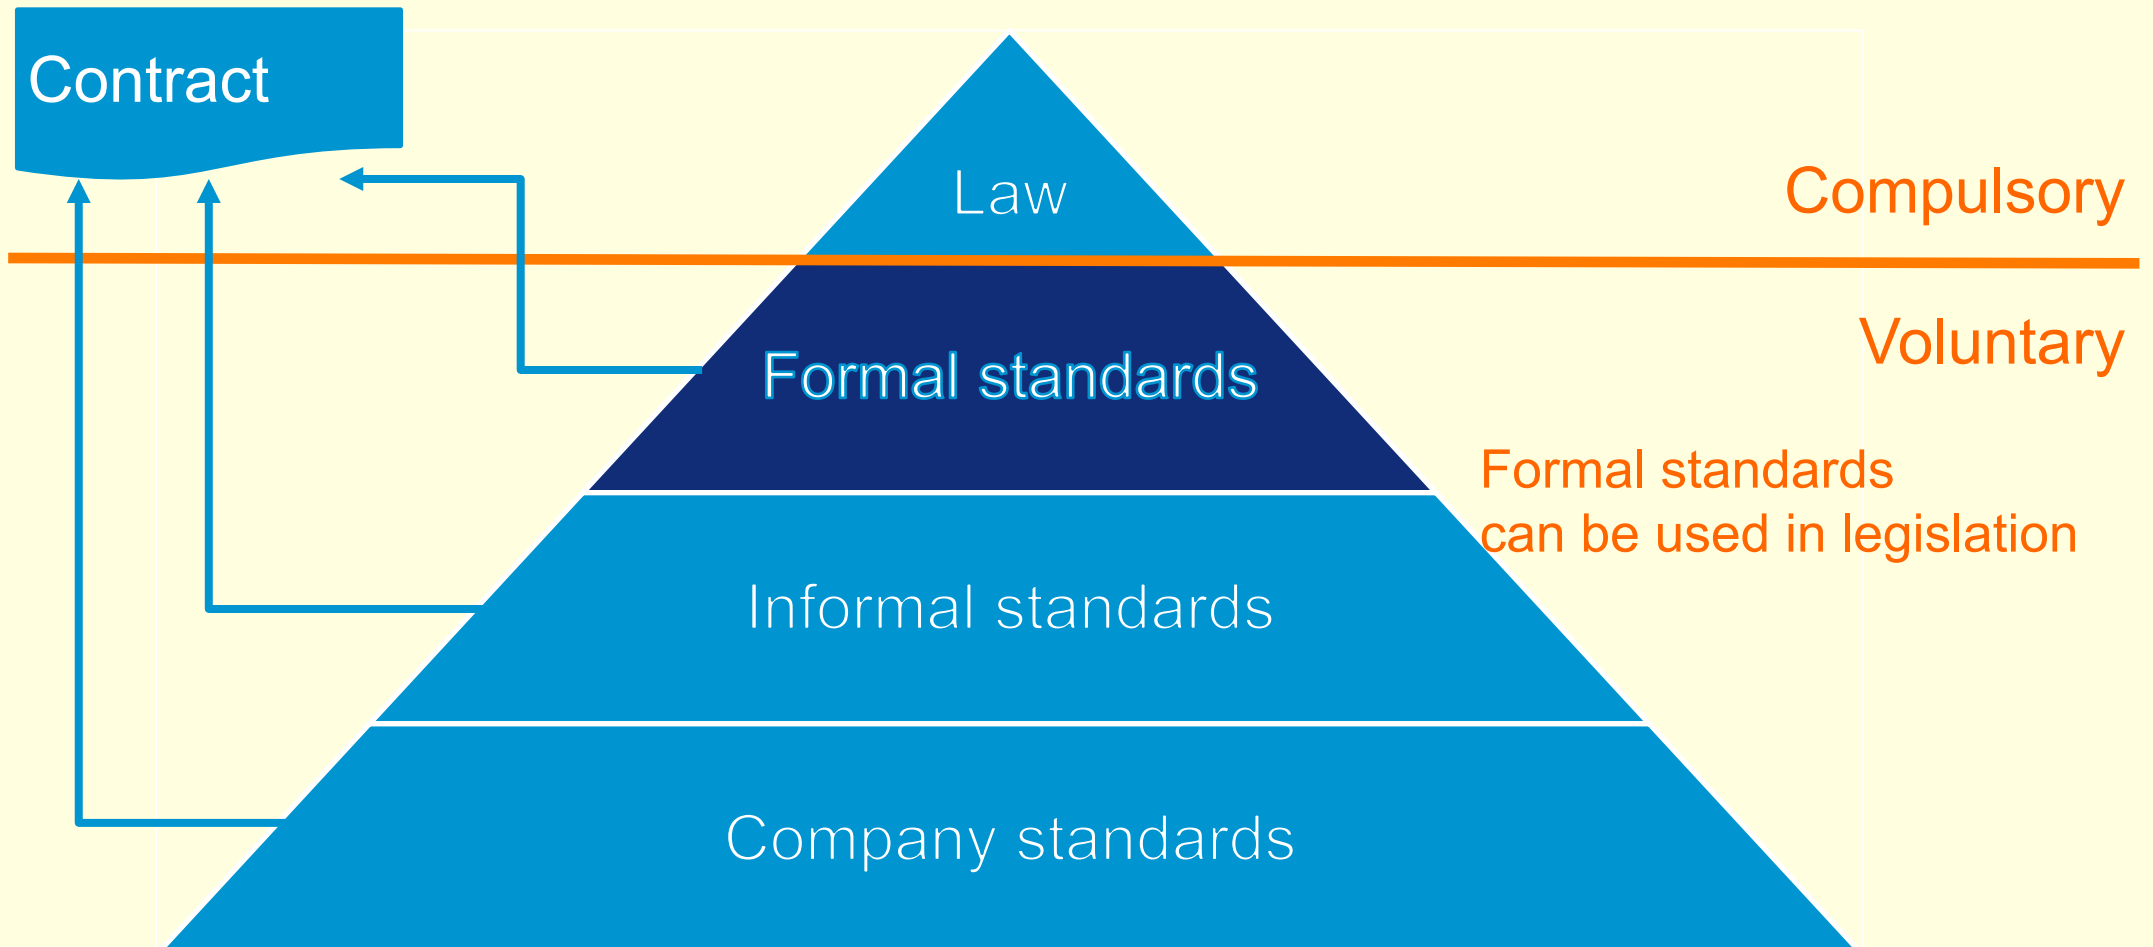 Contract
Law
Compulsory
Voluntary
Formal standards
Formal standards
can be used in legislation
Informal standards
Company standards